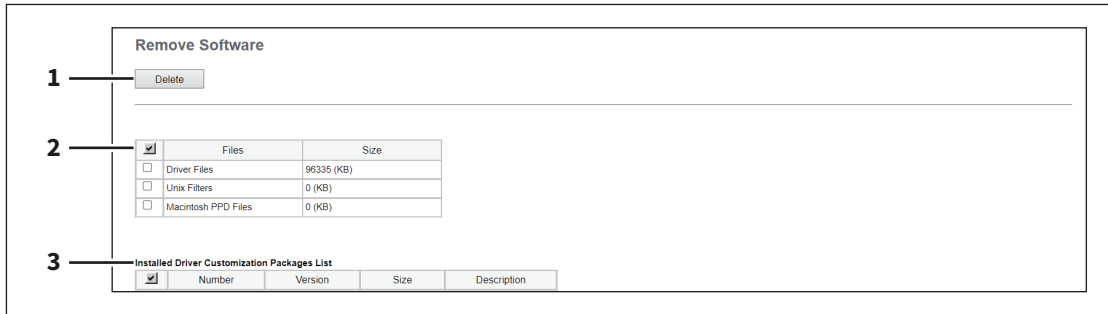 Remove Software
1
Delete
2
Files Size
Driver Files 96335 (KB)
Unix Filters 0 (KB)
Macintosh PPD Files 0 (KB)
3
Installed Driver Customization Packages List
Number Version Size Description